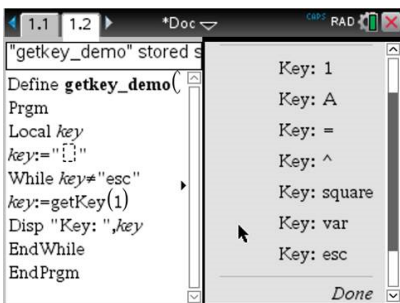 1.1 1.2 *Doc CAPS RAD
"getkey_demo" stored s
Define getkey_demo(
Prgm
Local key
key:=" "
While key≠"esc"
key:=getKey(1)
Disp "Key: ",key
EndWhile
EndPrgm
Key: 1
Key: A
Key: =
Key: ^
Key: square
Key: var
Key: esc
Done